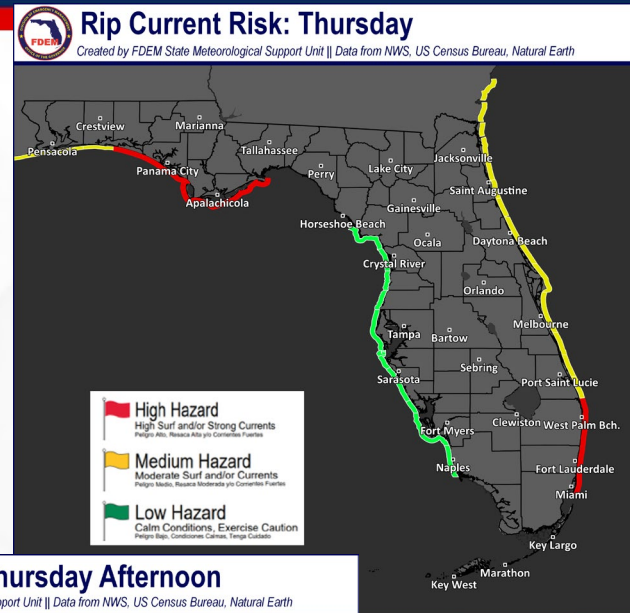 Rip Current Risk: Thursday
FDEM
Created by FDEM State Meteorological Support Unit || Data from NWS, US Census Bureau, Natural Earth
Crestview
Marianna
Pensacola
Tallahassee
Jacksonville
Panama City
Perry
Lake City
Saint Augustine
Apalachicola
Gainesville
Horseshoe Beach
Ocala
Daytona Beach
Crystal River
Orlando
Melbourne
Tampa
Bartow
Sebring
Sarasota
Port Saint Lucie
Clewiston
West Palm Bch.
Fort Myers
Naples
Fort Lauderdale
Miami
Key Largo
Marathon
Key West
High Hazard
High Surf and/or Strong Currents
Peligro Alto, Resaca Alta y/o Corrientes Fuertes
Medium Hazard
Moderate Surf and/or Currents
Peligro Medio, Resaca Moderada y/o Corrientes Fuertes
Low Hazard
Calm Conditions, Exercise Caution
Peligro Bajo, Condiciones Calmas, Tenga Cuidado
hursday Afternoon
pport Unit || Data from NWS, US Census Bureau, Natural Earth